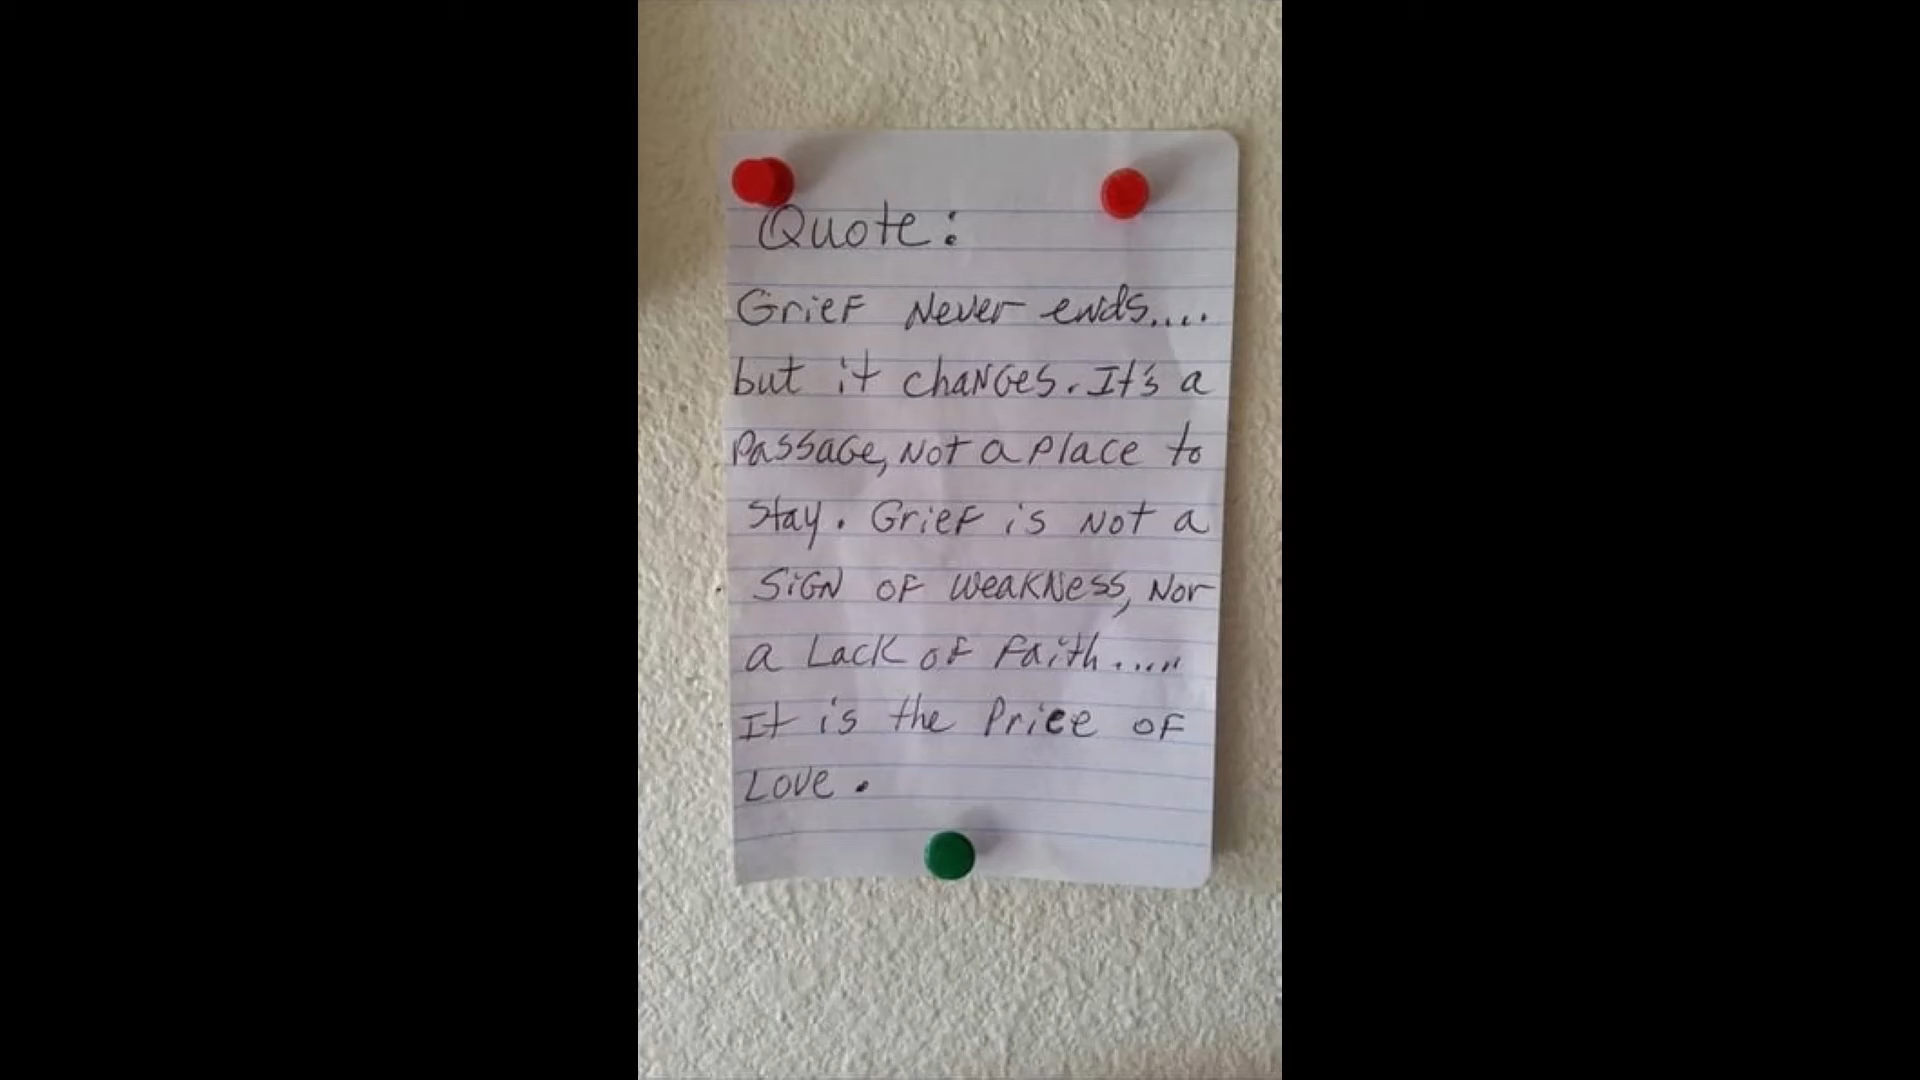 Quote:
Grief Never ends....
but it changes. It's a
Passage, Not a Place to
Stay. Grief is Not a
Sign of Weakness, Nor
a Lack of Faith.....
It is the Price of
Love.